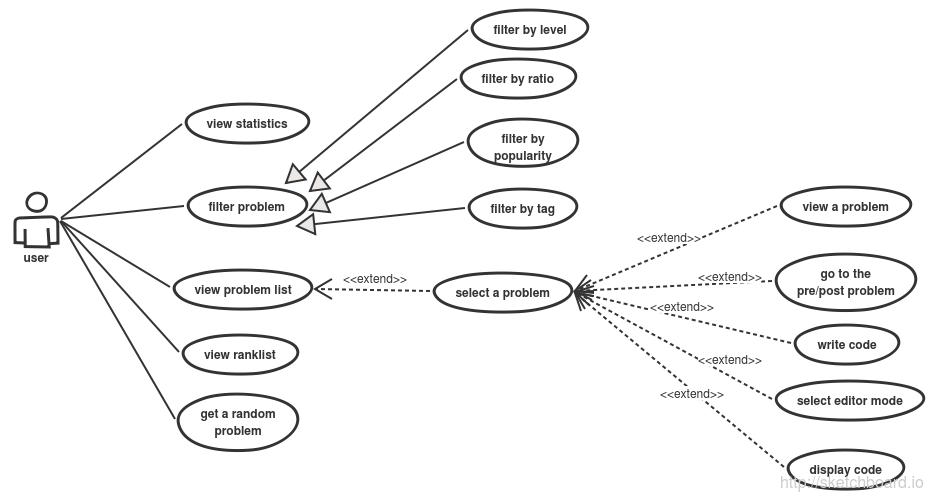 filter by level
filter by ratio
view statistics
filter by
popularity
filter problem
filter by tag
view a problem
<<extend>>
user
go to the
pre/post problem
<<extend>>
<<extend>>
view problem list
select a problem
<<extend>>
write code
view ranklist
<<extend>>
select editor mode
<<extend>>
get a random
problem
display code
http://sketchboard.io